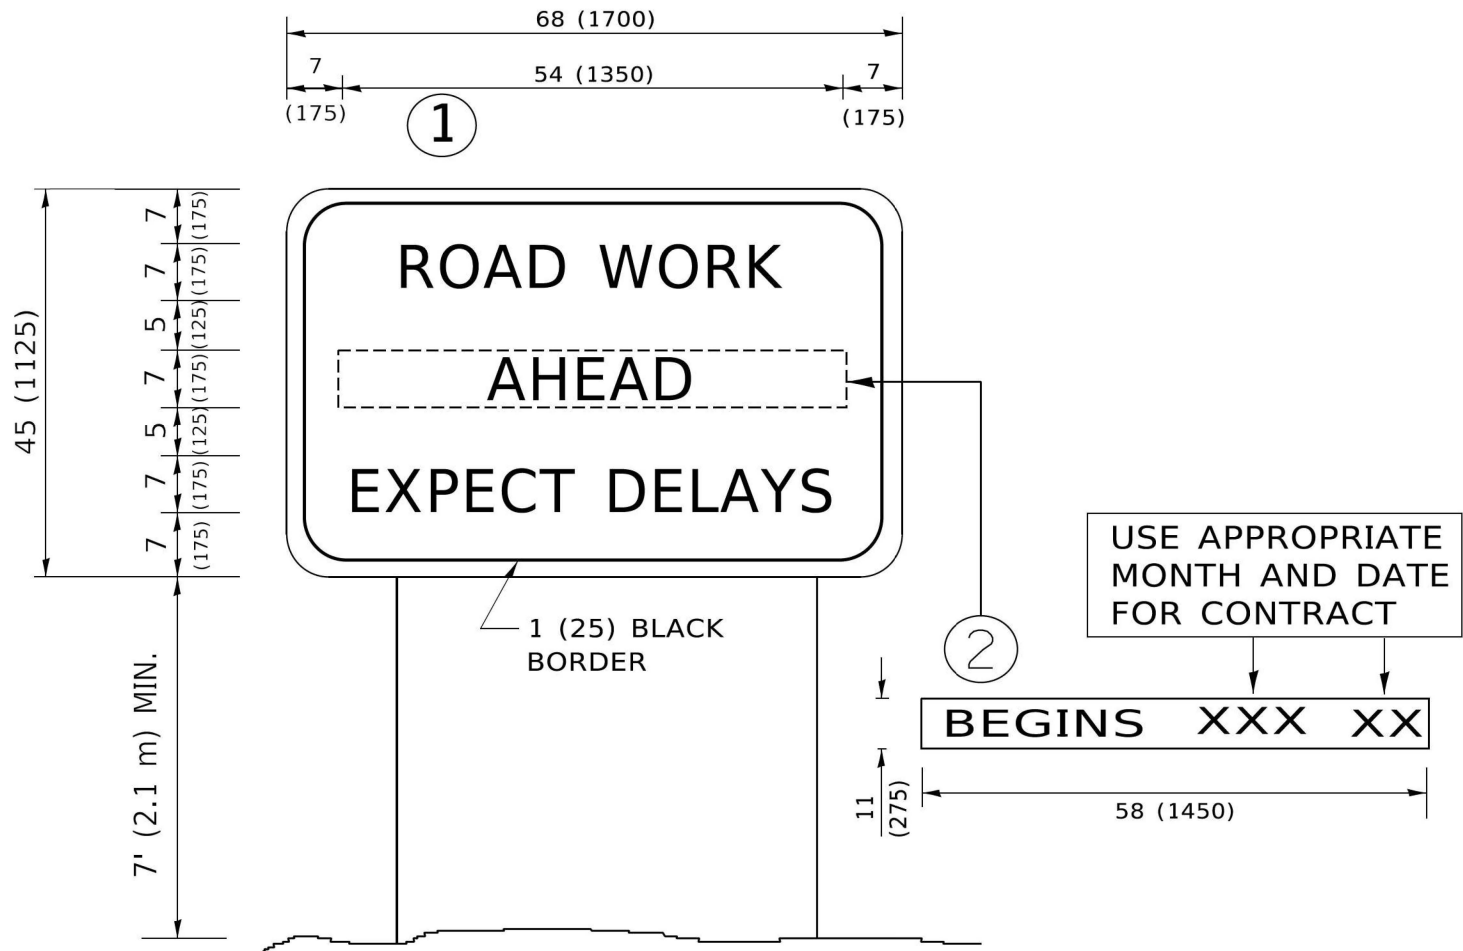 68 (1700)
7
54 (1350)
7
(175)
(175)
1
45 (1125)
7 (175)
7 (175)
5 (125)
7 (175)
5 (125)
7 (175)
7 (175)
ROAD WORK
AHEAD
EXPECT DELAYS
1 (25) BLACK
BORDER
7' (2.1 m) MIN.
2
USE APPROPRIATE
MONTH AND DATE
FOR CONTRACT
BEGINS XXX XX
11
(275)
58 (1450)